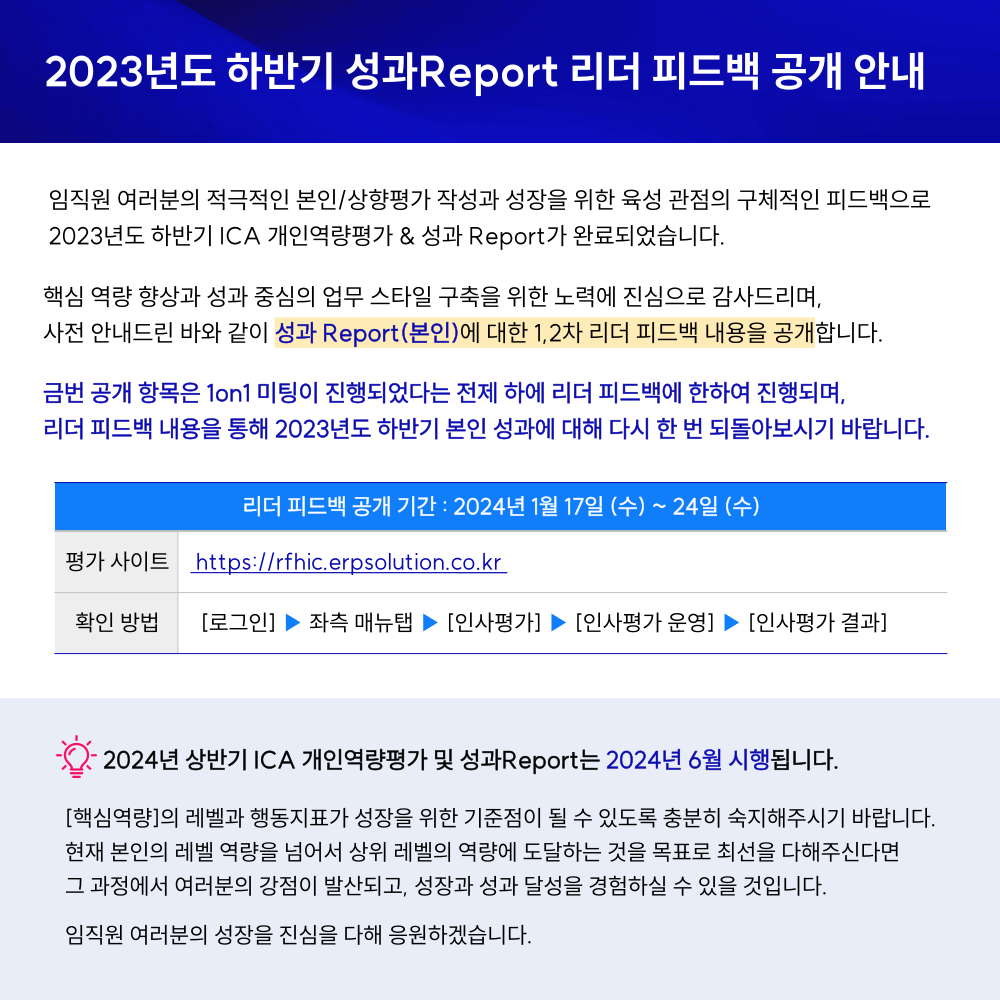 2023년도 하반기 성과Report 리더 피드백 공개 안내
임직원 여러분의 적극적인 본인/상향평가 작성과 성장을 위한 육성 관점의 구체적인 피드백으로
2023년도 하반기 ICA 개인역량평가 & 성과 Report가 완료되었습니다.
핵심 역량 향상과 성과 중심의 업무 스타일 구축을 위한 노력에 진심으로 감사드리며,
사전 안내드린 바와 같이 성과 Report(본인)에 대한 1,2차 리더 피드백 내용을 공개합니다.
금번 공개 항목은 1on1 미팅이 진행되었다는 전제 하에 리더 피드백에 한하여 진행되며,
리더 피드백 내용을 통해 2023년도 하반기 본인 성과에 대해 다시 한 번 되돌아보시기 바랍니다.
리더 피드백 공개 기간 : 2024년 1월 17일 (수) ~ 24일 (수)
평가 사이트 https://rfhic.erpsolution.co.kr
확인 방법 [로그인] ▶ 좌측 매뉴탭 ▶ [인사평가] ▶ [인사평가 운영] ▶ [인사평가 결과]
2024년 상반기 ICA 개인역량평가 및 성과Report는 2024년 6월 시행됩니다.
[핵심역량]의 레벨과 행동지표가 성장을 위한 기준점이 될 수 있도록 충분히 숙지해주시기 바랍니다.
현재 본인의 레벨 역량을 넘어서 상위 레벨의 역량에 도달하는 것을 목표로 최선을 다해주신다면
그 과정에서 여러분의 강점이 발산되고, 성장과 성과 달성을 경험하실 수 있을 것입니다.
임직원 여러분의 성장을 진심을 다해 응원하겠습니다.